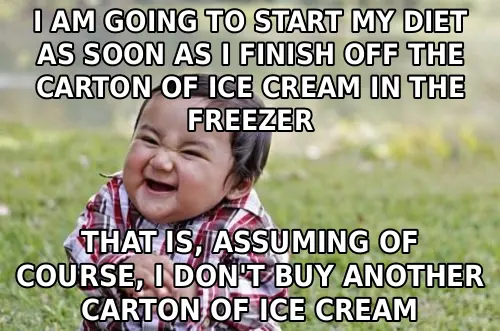 I AM GOING TO START MY DIET
AS SOON AS I FINISH OFF THE
CARTON OF ICE CREAM IN THE
FREEZER
THAT IS, ASSUMING OF
COURSE, I DON'T BUY ANOTHER
CARTON OF ICE CREAM